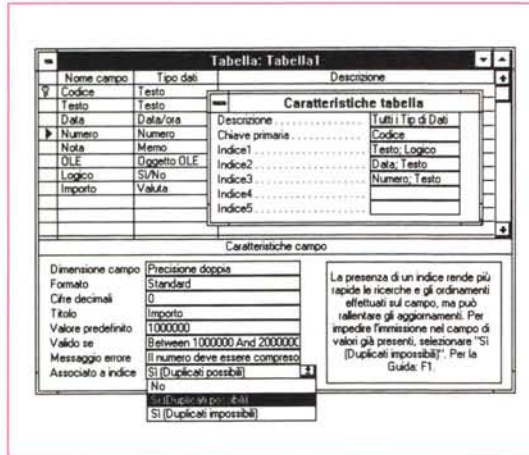 Tabella: Tabella1
Nome campo Tipo dati Descrizione
Codice Testo
Testo Testo
Data Data/ora
Numero Numero
Nota Memo
OLE Oggetto OLE
Logico Sì/No
Importo Valuta
Caratteristiche tabella
Descrizione Tutti i Tip di Dati
Chiave primaria Codice
Indice1 Testo; Logico
Indice2 Data; Testo
Indice3 Numero; Testo
Indice4
Indice5
Caratteristiche campo
Dimensione campo Precisione doppia
Formato Standard
Cifre decimali 0
Titolo Importo
Valore predefinito 1000000
Valido se Between 1000000 And 2000000
Messaggio errore Il numero deve essere compreso
Associato a indice Sì (Duplicati possibili)
No
Sì (Duplicati possibili)
Sì (Duplicati impossibili)
La presenza di un indice rende più
rapide le ricerche e gli ordinamenti
effettuati sul campo, ma può
rallentare gli aggiornamenti. Per
impedire l'immissione nel campo di
valori già presenti, selezionare "Sì
(Duplicati impossibili)". Per la
Guida: F1.